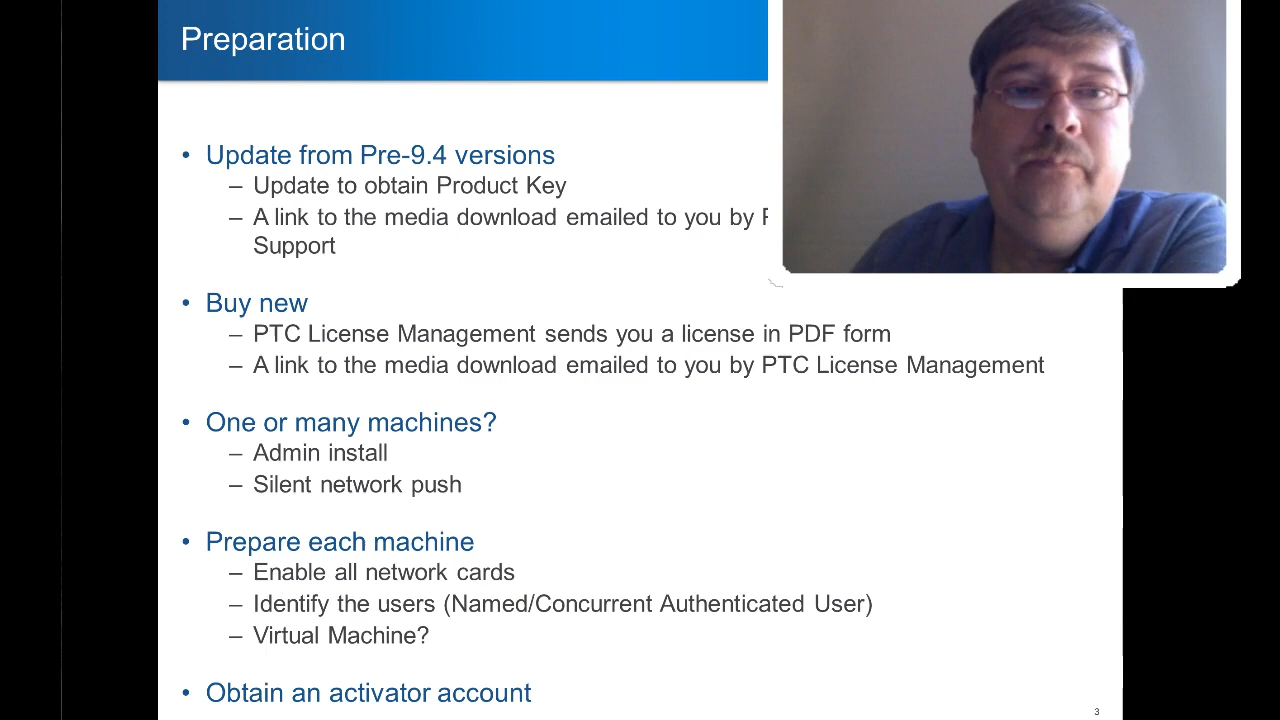 Preparation
• Update from Pre-9.4 versions
– Update to obtain Product Key
– A link to the media download emailed to you by
Support
• Buy new
– PTC License Management sends you a license in PDF form
– A link to the media download emailed to you by PTC License Management
• One or many machines?
– Admin install
– Silent network push
• Prepare each machine
– Enable all network cards
– Identify the users (Named/Concurrent Authenticated User)
– Virtual Machine?
• Obtain an activator account
3